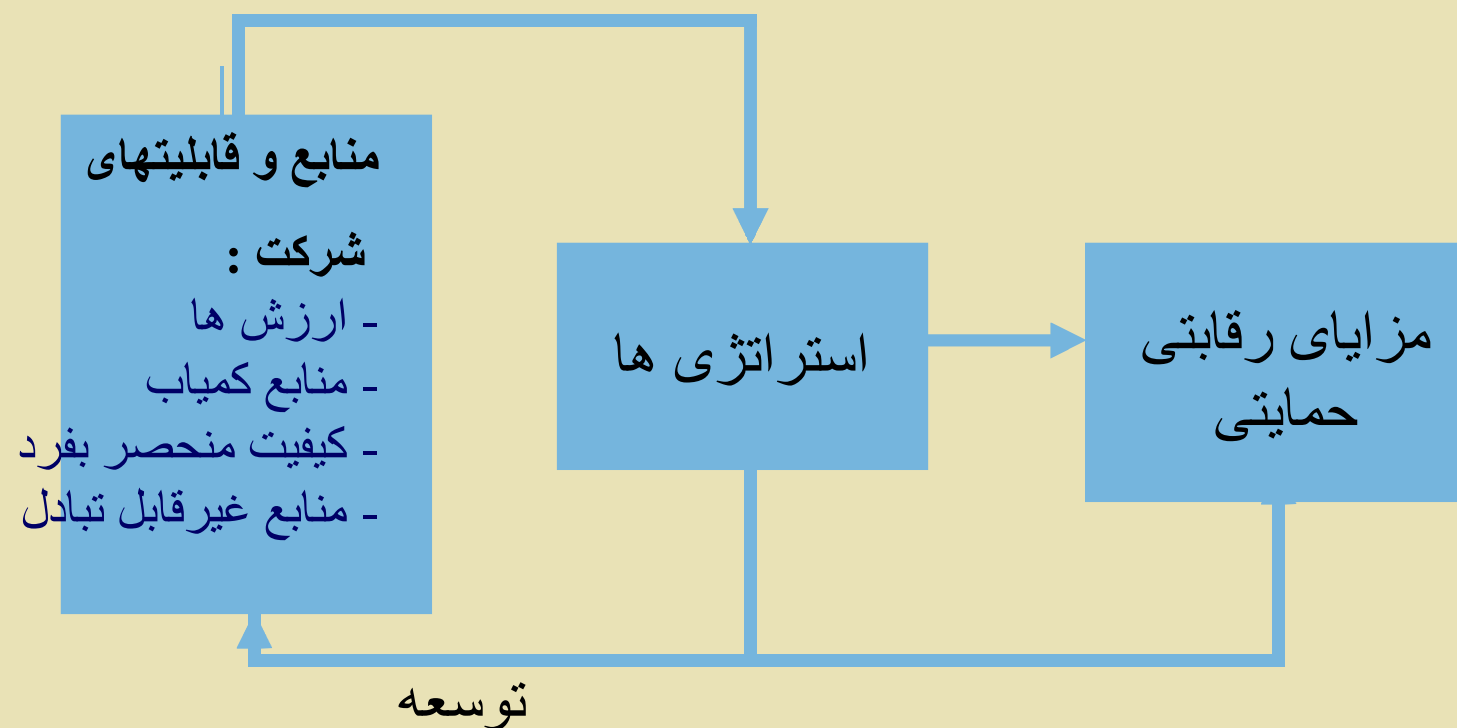 منابع و قابلیتهای
شرکت :
- ارزش ها
- منابع کمیاب
- کیفیت منحصر بفرد
- منابع غیرقابل تبادل
استراتژی ها
مزایای رقابتی
حمایتی
توسعه